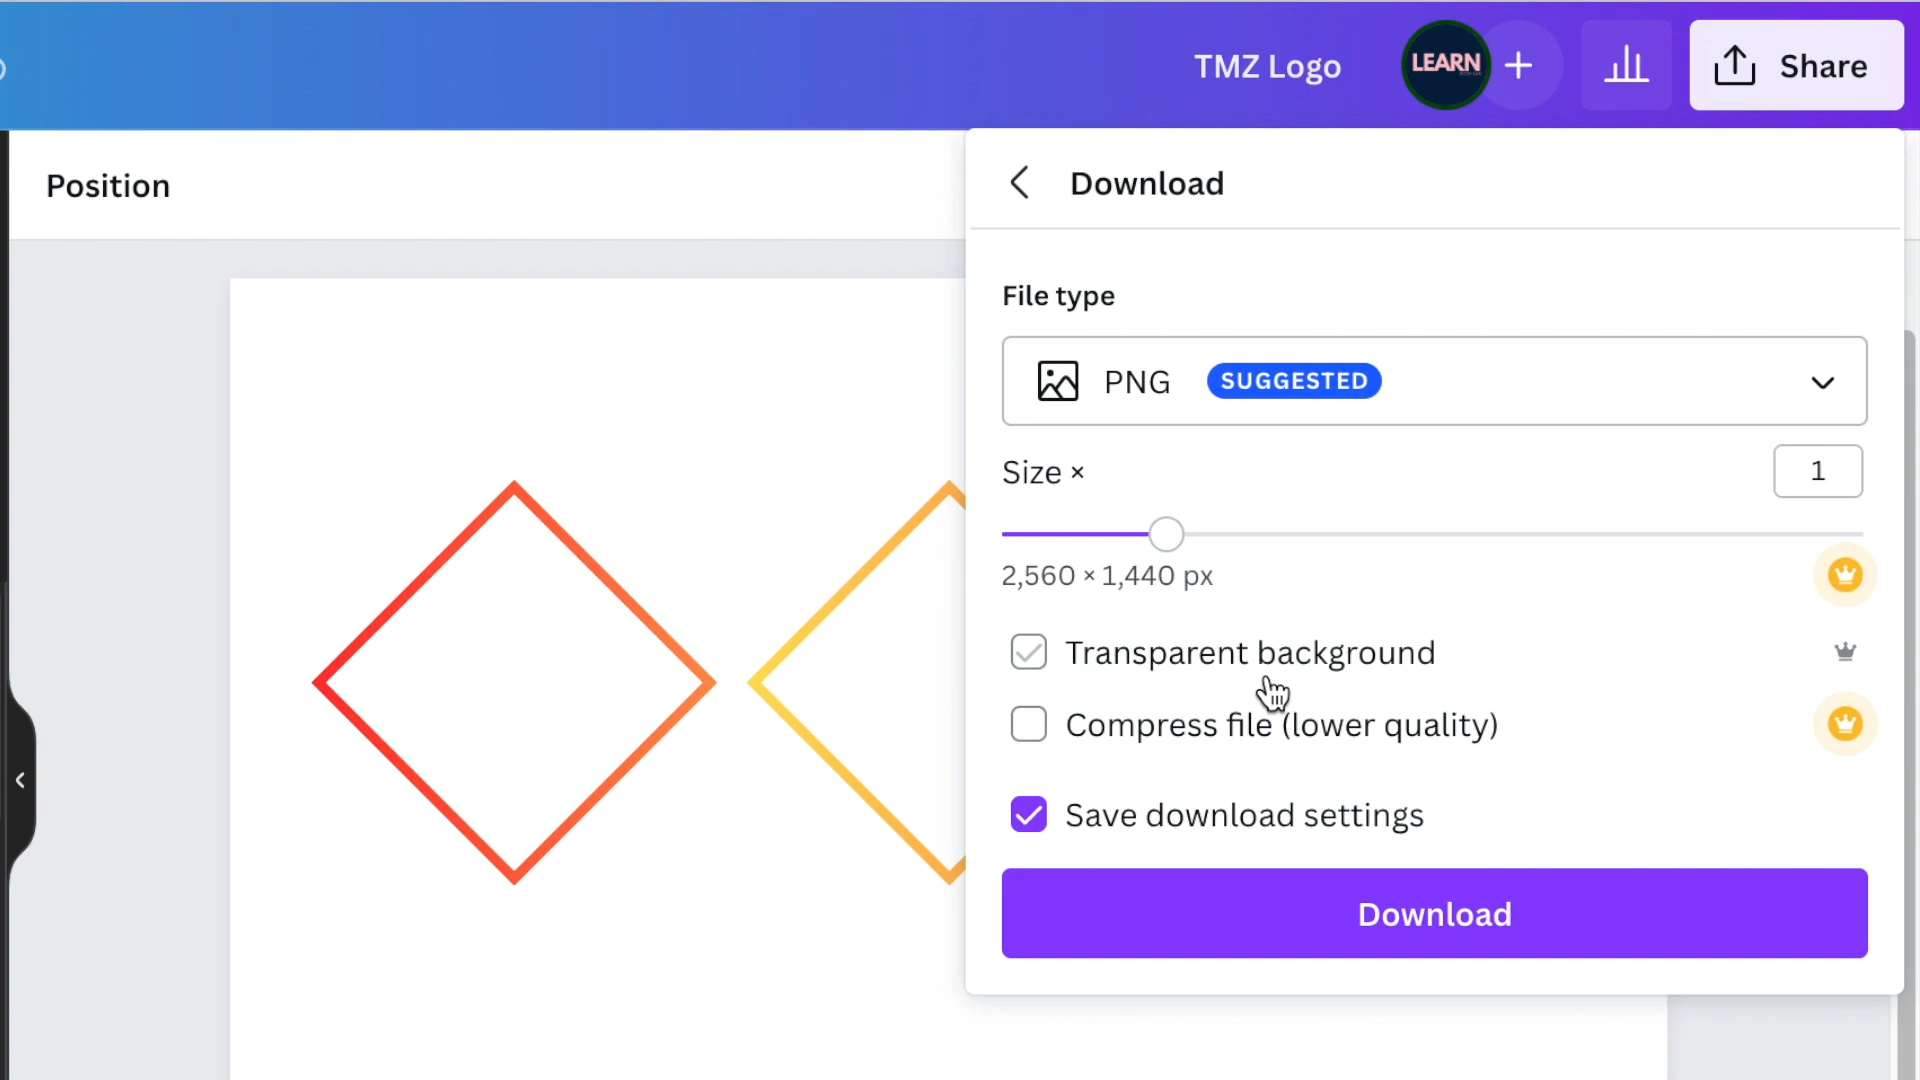 TMZ Logo
LEARN
Share
Position
Download
File type
PNG SUGGESTED
Size ×
1
2,560 × 1,440 px
Transparent background
Compress file (lower quality)
Save download settings
Download